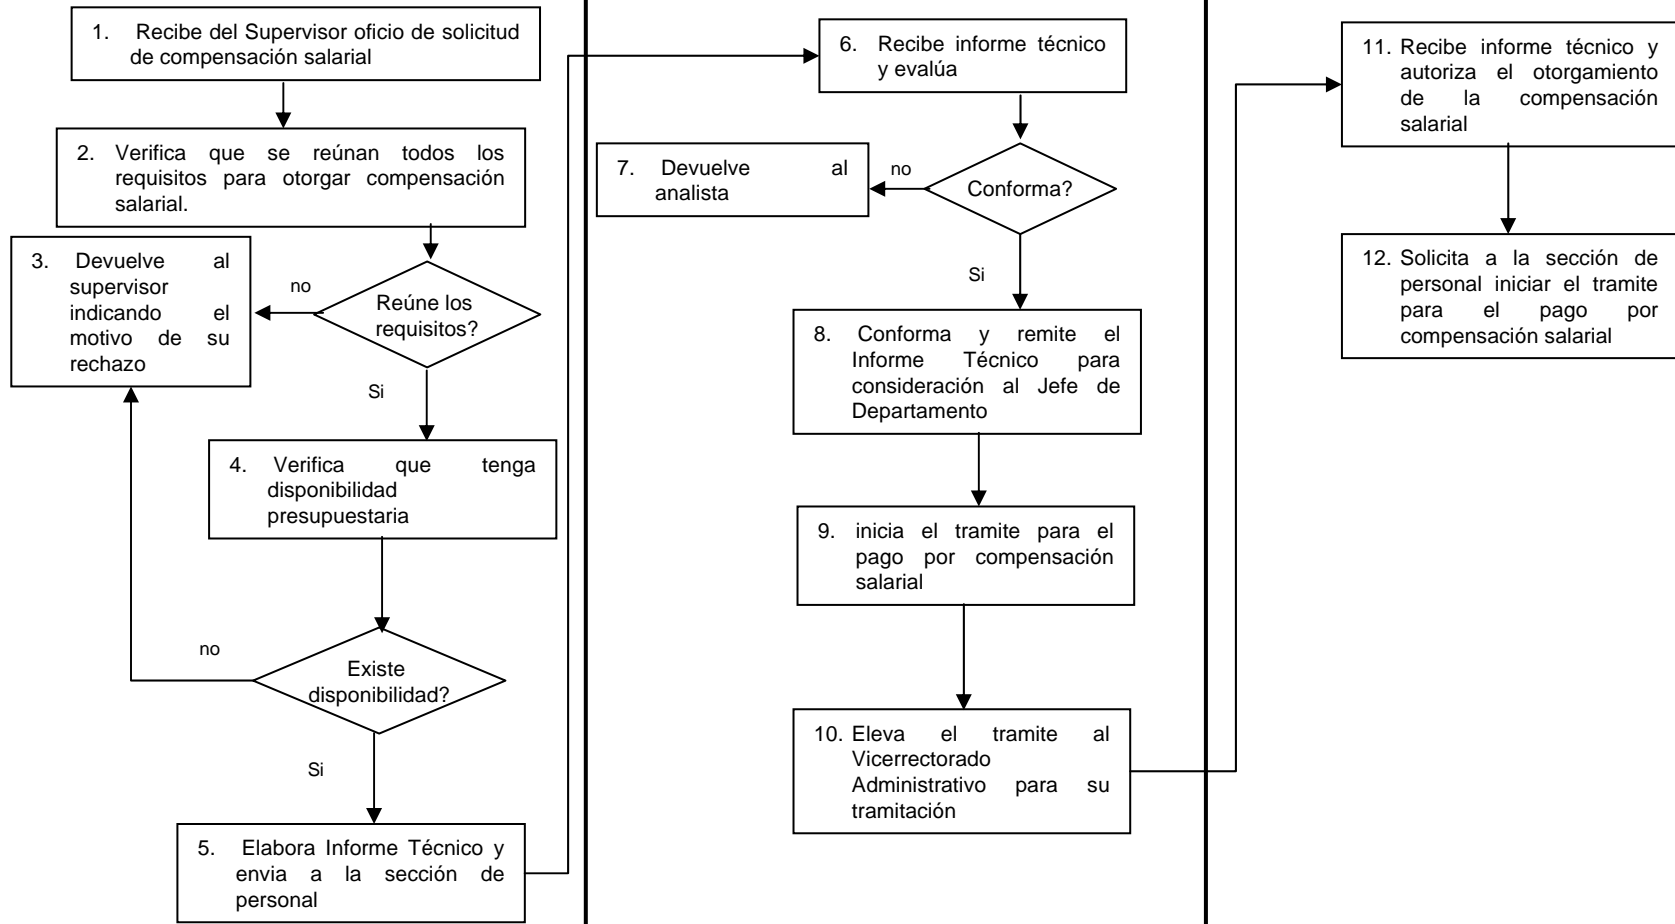 1. Recibe del Supervisor oficio de solicitud
de compensación salarial
2. Verifica que se reúnan todos los
requisitos para otorgar compensación
salarial.
3. Devuelve al
supervisor
indicando el
motivo de su
rechazo
no
Reúne los
requisitos?
Si
4. Verifica que tenga
disponibilidad
presupuestaria
no
Existe
disponibilidad?
Si
5. Elabora Informe Técnico y
envia a la sección de
personal
6. Recibe informe técnico
y evalúa
7. Devuelve al
analista
no
Conforma?
Si
8. Conforma y remite el
Informe Técnico para
consideración al Jefe de
Departamento
9. inicia el tramite para el
pago por compensación
salarial
10. Eleva el tramite al
Vicerrectorado
Administrativo para su
tramitación
11. Recibe informe técnico y
autoriza el otorgamiento
de la compensación
salarial
12. Solicita a la sección de
personal iniciar el tramite
para el pago por
compensación salarial